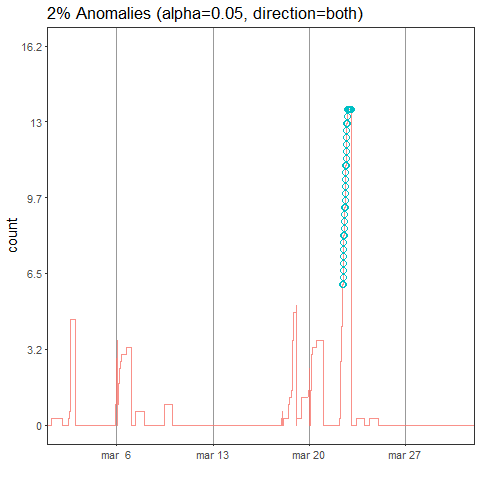 2% Anomalies (alpha=0.05, direction=both)
16.2
13
9.7
6.5
3.2
0
count
mar 6
mar 13
mar 20
mar 27